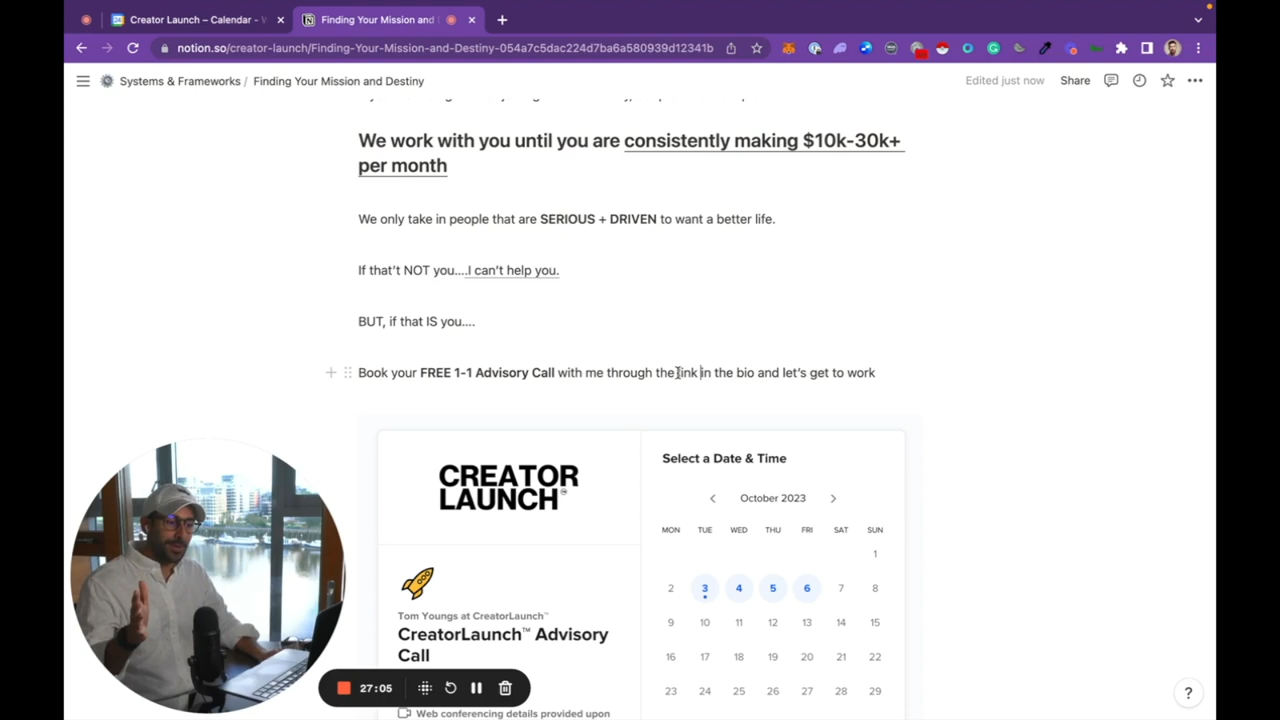 Creator Launch – Calendar -
Finding Your Mission and
notion.so/creator-launch/Finding-Your-Mission-and-Destiny-054a7c5dac224d7ba6a580939d12341b
Systems & Frameworks / Finding Your Mission and Destiny
Edited just now
Share
We work with you until you are consistently making $10k-30k+
per month
We only take in people that are SERIOUS + DRIVEN to want a better life.
If that't NOT you....I can't help you.
BUT, if that IS you....
Book your FREE 1-1 Advisory Call with me through the link in the bio and let's get to work
CREATOR
LAUNCH™
Tom Youngs at CreatorLaunch™
CreatorLaunch™ Advisory
Call
Web conferencing details provided upon
Select a Date & Time
October 2023
MON TUE WED THU FRI SAT SUN
1
2 3 4 5 6 7 8
9 10 11 12 13 14 15
16 17 18 19 20 21 22
23 24 25 26 27 28 29
27:05
?